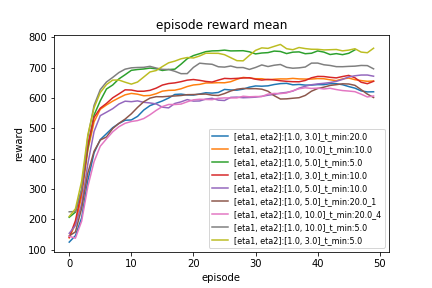 episode reward mean
800
700
600
500
400
300
200
100
reward
0
10
20
30
40
50
episode
[eta1, eta2]:[1.0, 3.0]_t_min:20.0
[eta1, eta2]:[1.0, 10.0]_t_min:10.0
[eta1, eta2]:[1.0, 5.0]_t_min:5.0
[eta1, eta2]:[1.0, 3.0]_t_min:10.0
[eta1, eta2]:[1.0, 5.0]_t_min:10.0
[eta1, eta2]:[1.0, 5.0]_t_min:20.0_1
[eta1, eta2]:[1.0, 10.0]_t_min:20.0_4
[eta1, eta2]:[1.0, 10.0]_t_min:5.0
[eta1, eta2]:[1.0, 3.0]_t_min:5.0